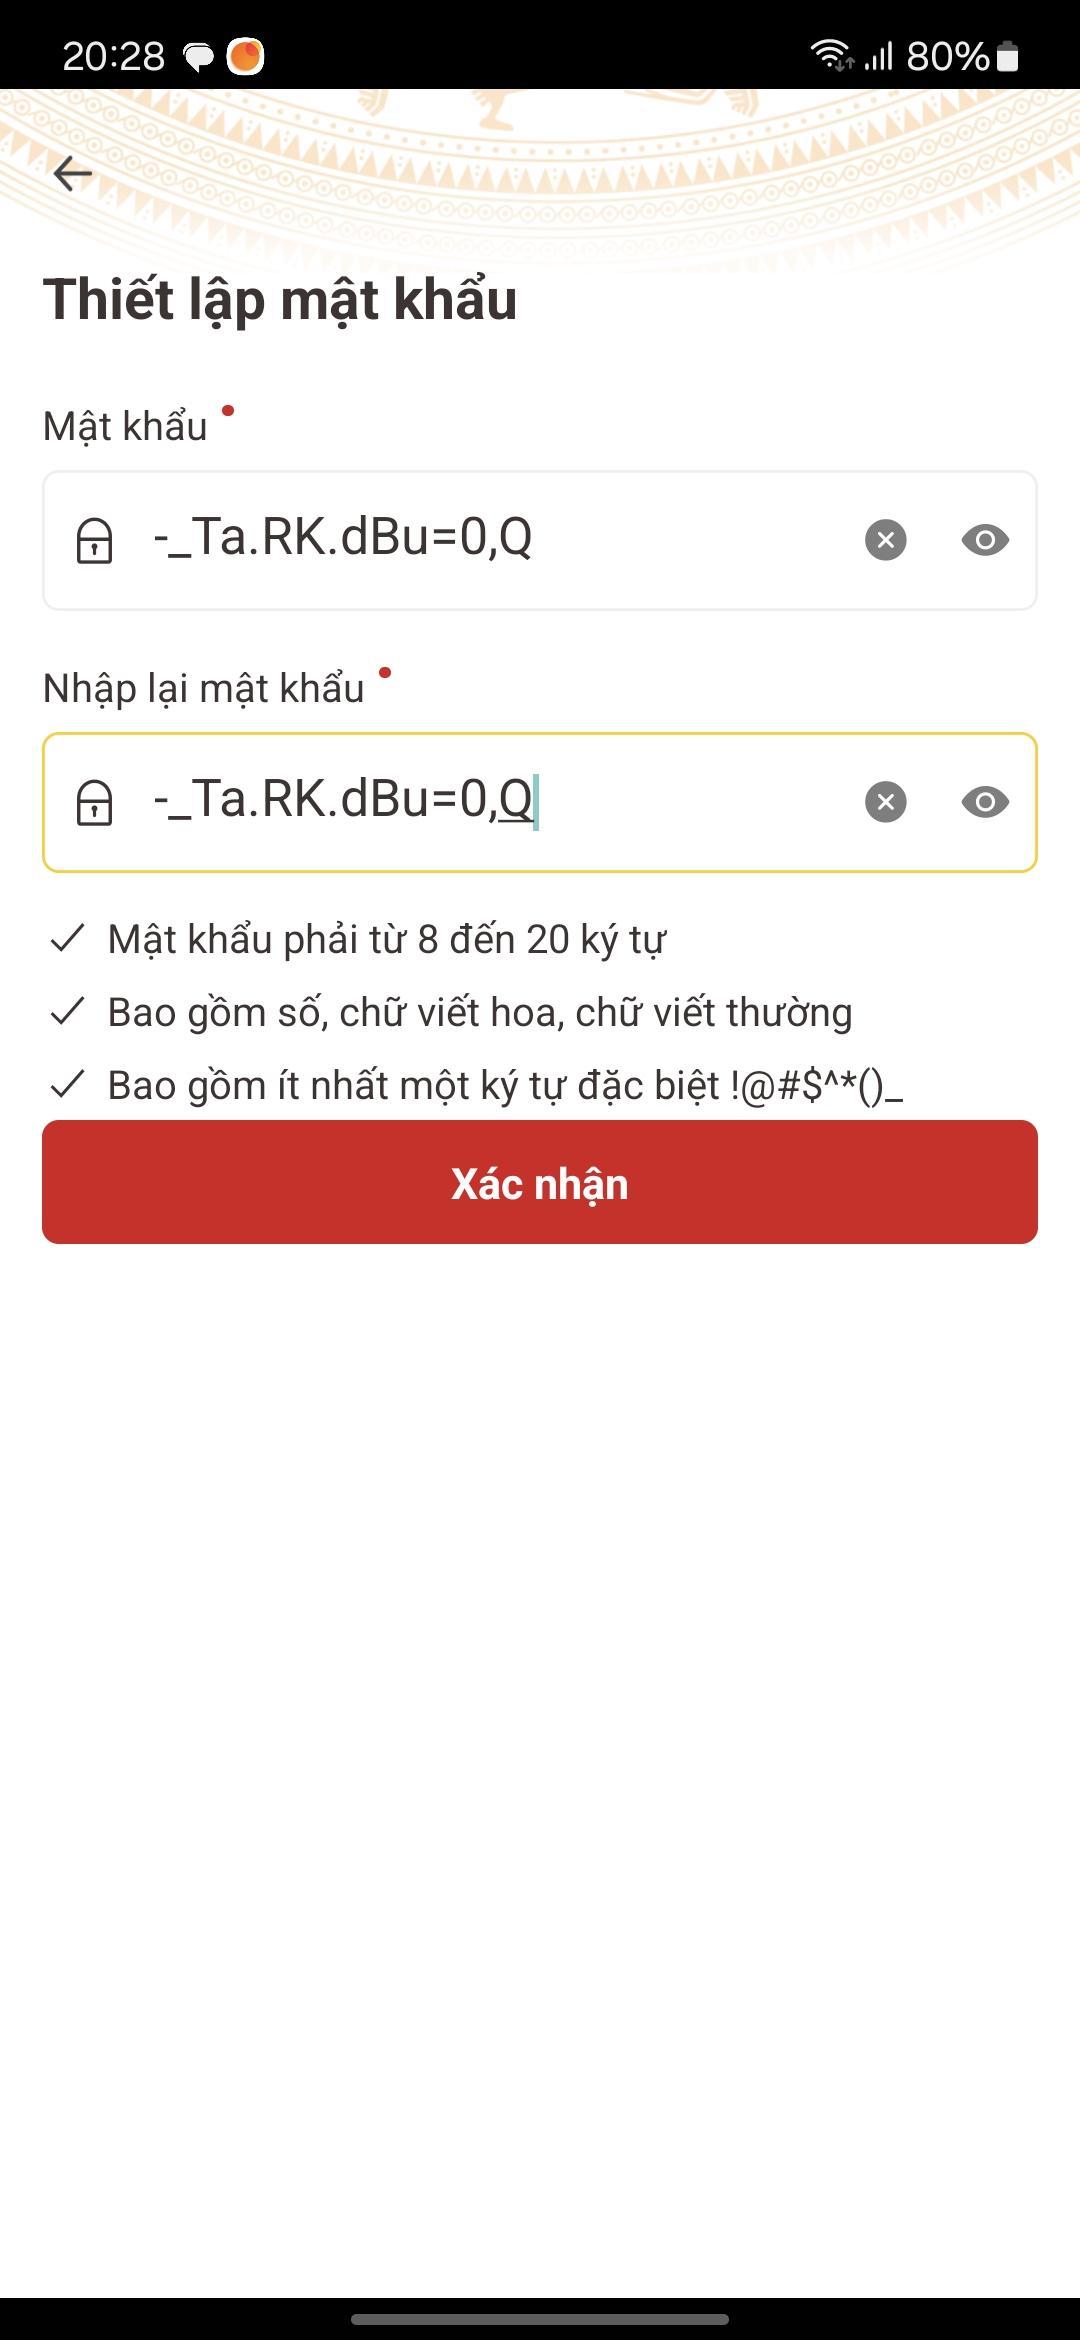 20:28
80%
Thiết lập mật khẩu
Mật khẩu
-_Ta.RK.dBu=0,Q
Nhập lại mật khẩu
-_Ta.RK.dBu=0,Q
Mật khẩu phải từ 8 đến 20 ký tự
Bao gồm số, chữ viết hoa, chữ viết thường
Bao gồm ít nhất một ký tự đặc biệt !@#$^*()_
Xác nhận